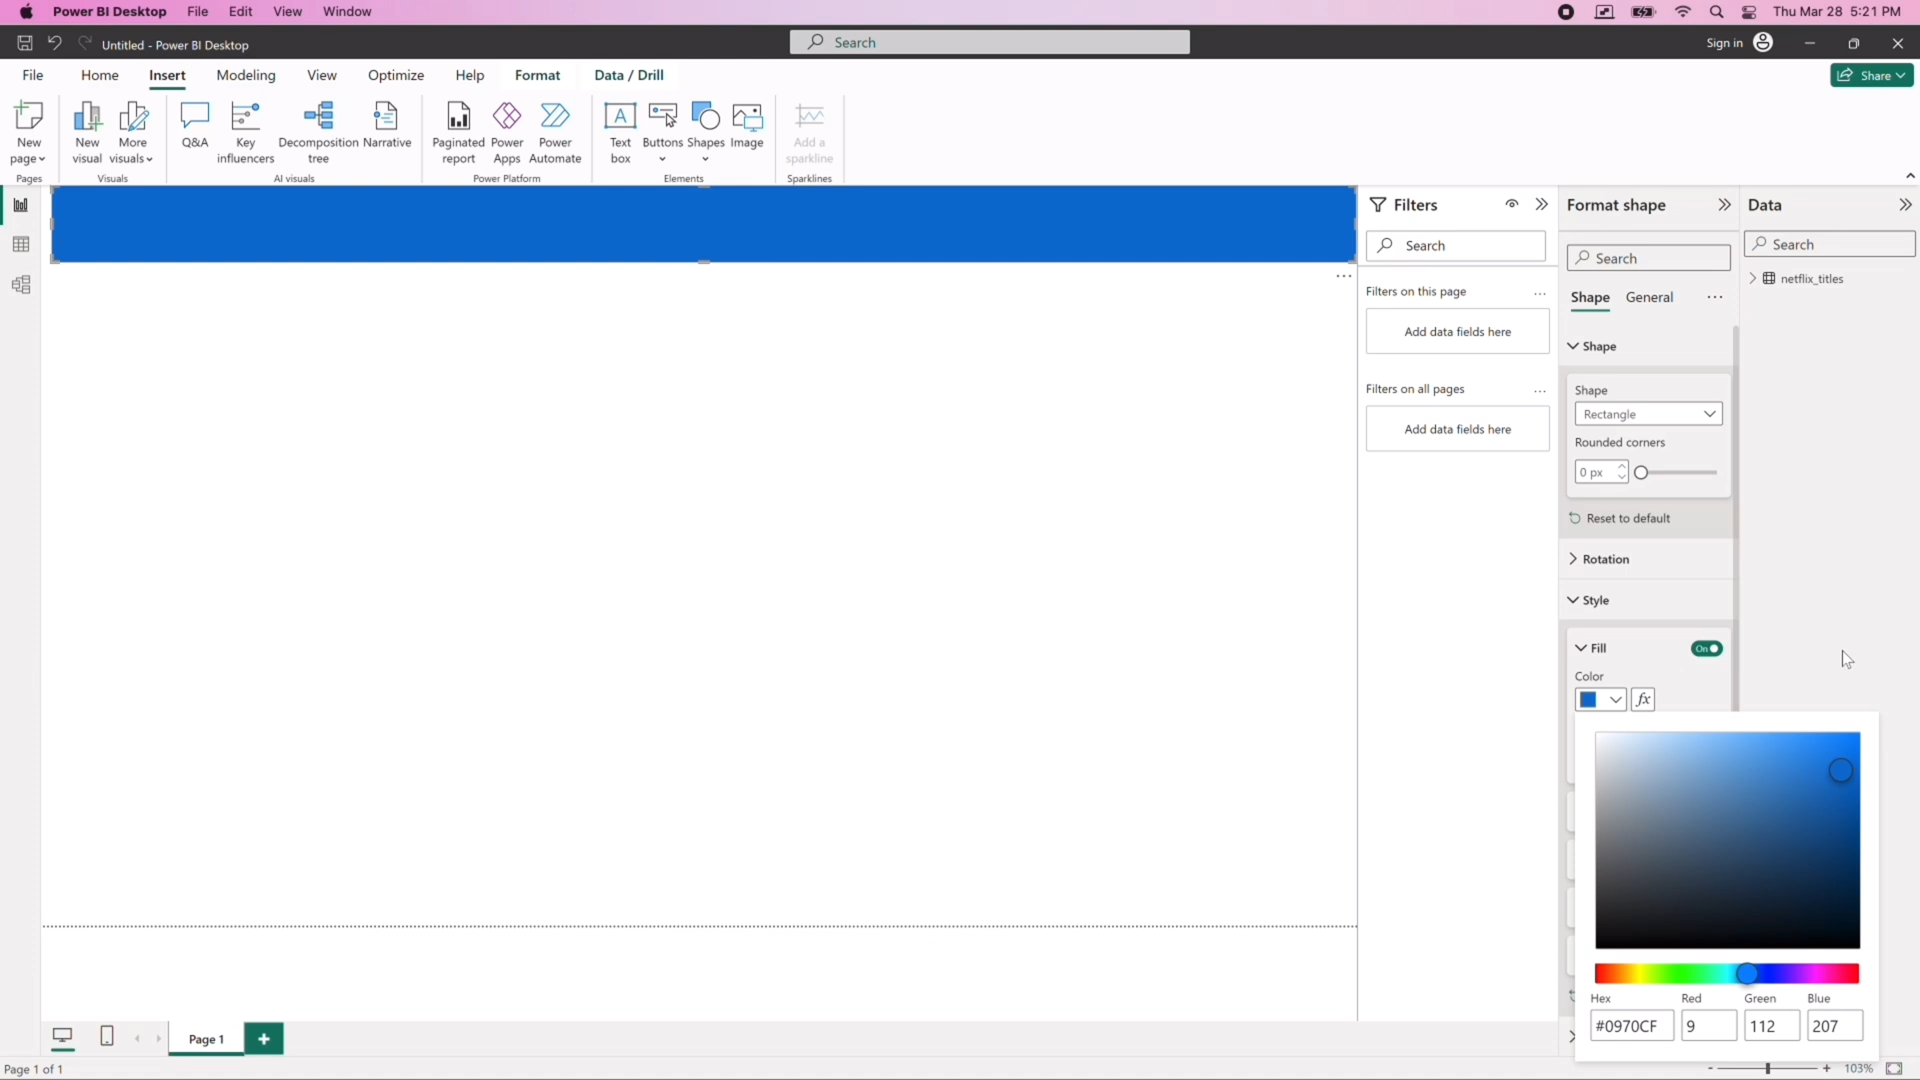 Power BI Desktop File Edit View Window Thu Mar 28 5:21 PM
Untitled - Power BI Desktop Search Sign in
File Home Insert Modeling View Optimize Help Format Data / Drill Share
New page New visual More visuals Q&A Key influencers Decomposition tree Narrative Paginated report Power Apps Power Automate Text box Buttons Shapes Image Add a sparkline
Pages Visuals AI visuals Power Platform Elements Sparklines
Filters
Search
Filters on this page ...
Add data fields here
Filters on all pages ...
Add data fields here
Format shape
Search
Shape General ...
Shape
Shape
Rectangle
Rounded corners
0 px
Reset to default
Rotation
Style
Fill On
Color
fx
Hex Red Green Blue
#0970CF 9 112 207
Data
Search
netflix_titles
...
Page 1 +
Page 1 of 1 - + 103%